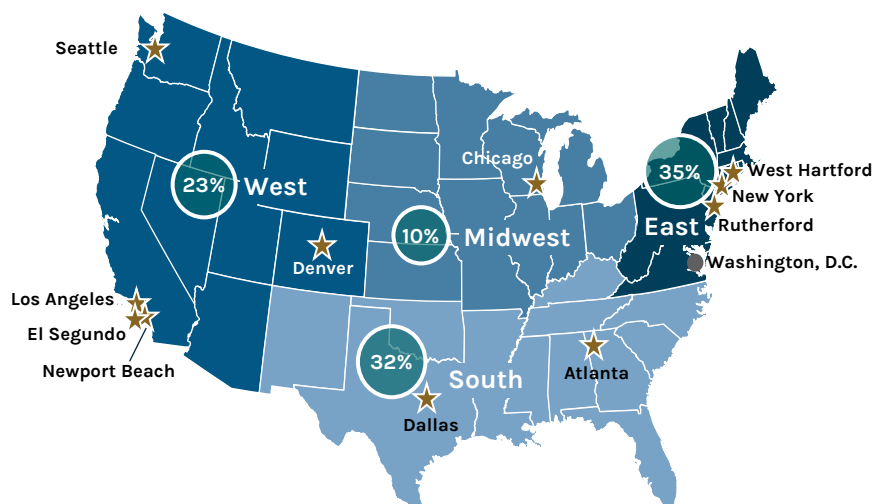 Seattle
Chicago
35%
West Hartford
23%
West
New York
East
Rutherford
10%
Midwest
Washington, D.C.
Denver
Los Angeles
El Segundo
Newport Beach
32%
South
Atlanta
Dallas